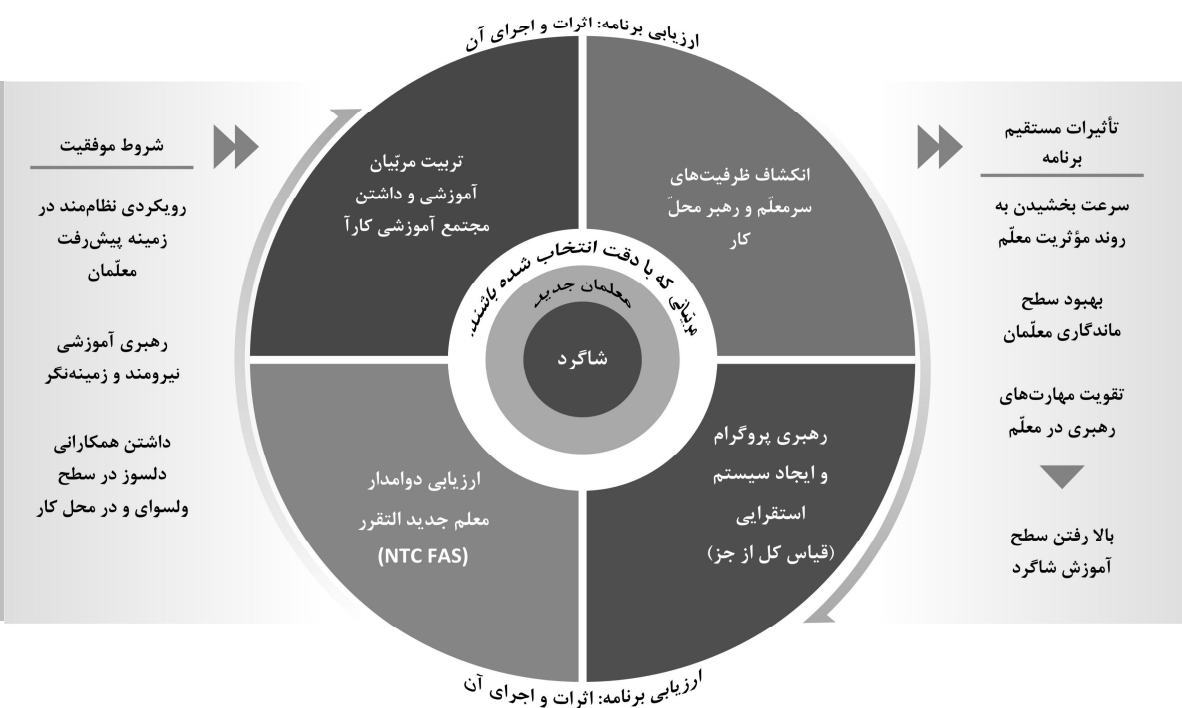 ارزیابی برنامه: اثرات و اجرای آن
تأثیرات مستقیم
برنامه
سرعت بخشیدن به
روند مؤثریت معلّم
بهبود سطح
ماندگاری معلّمان
تقویت مهارت‌های
رهبری در معلّم
بالا رفتن سطح
آموزش شاگرد
انکشاف ظرفیت‌های
سرمعلّم و رهبر محلّ
کار
تربیت مربّیان
آموزشی و داشتن
مجتمع آموزشی کارآ
مربیانی که با دقت انتخاب شده باشند.
معلمان جدید
شاگرد
رهبری پروگرام
و ایجاد سیستم
استقرایی
(قیاس کل از جز)
ارزیابی دوامدار
معلم جدید التقرر
(NTC FAS)
شروط موفقیت
رویکردی نظام‌مند در
زمینه پیش‌رفت
معلّمان
رهبری آموزشی
نیرومند و زمینه‌نگر
داشتن همکارانی
دلسوز در سطح
ولسوای و در محل کار
ارزیابی برنامه: اثرات و اجرای آن